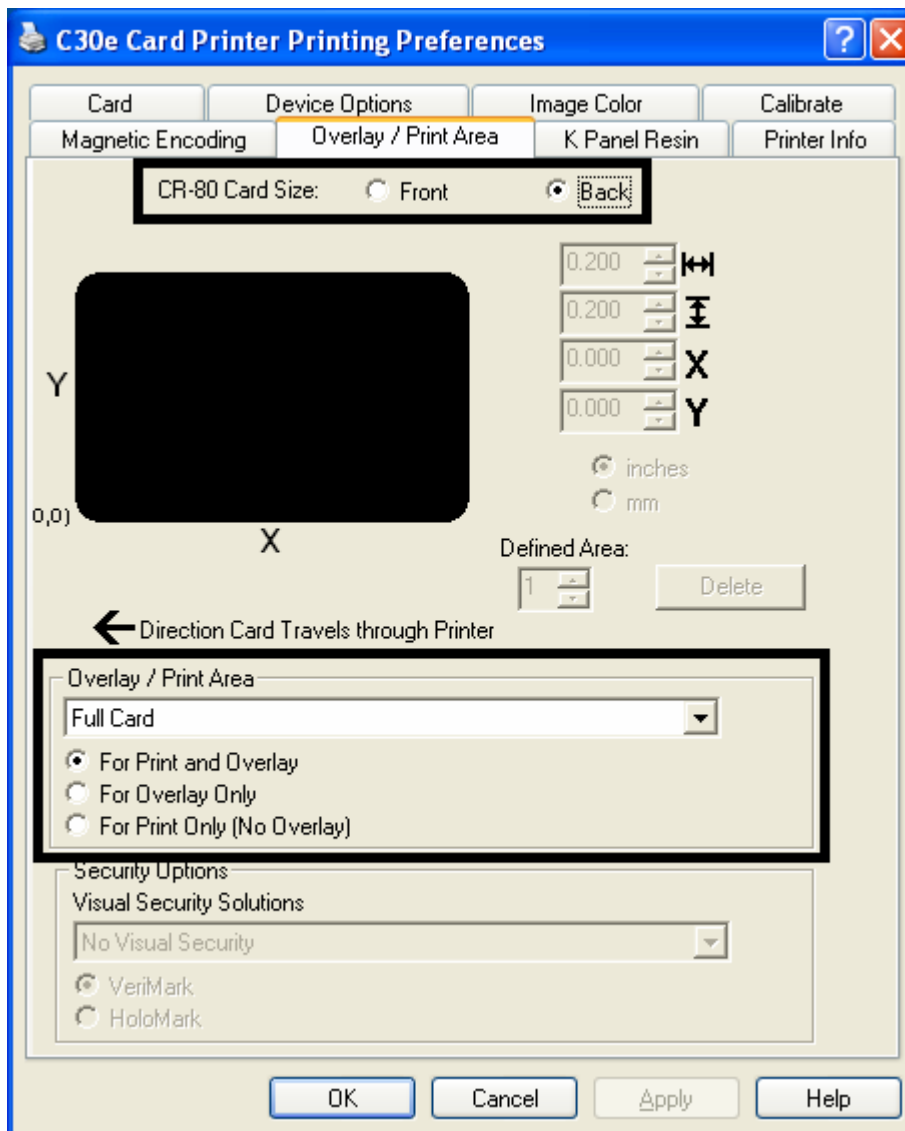 C30e Card Printer Printing Preferences
Card Device Options Image Color Calibrate
Magnetic Encoding Overlay / Print Area K Panel Resin Printer Info
CR-80 Card Size: Front Back
0.200
0.200
0.000 X
0.000 Y
Y
inches
mm
0,0)
X
Defined Area:
1 Delete
Direction Card Travels through Printer
Overlay / Print Area
Full Card
For Print and Overlay
For Overlay Only
For Print Only (No Overlay)
Security Options
Visual Security Solutions
No Visual Security
VeriMark
HoloMark
OK Cancel Apply Help